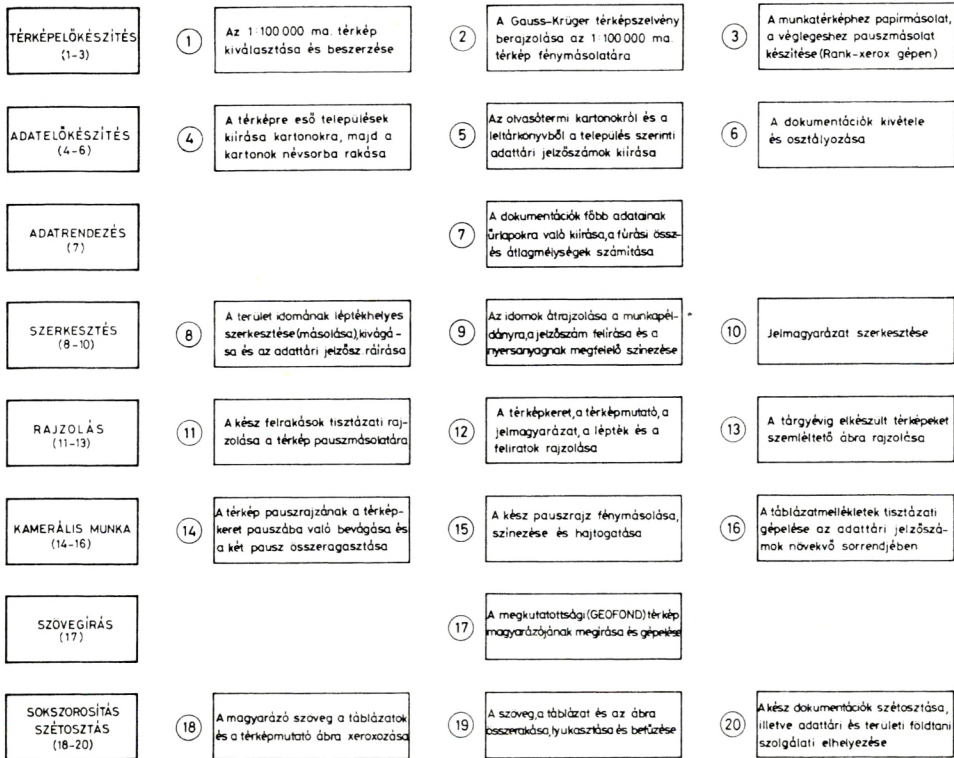 TÉRKÉPELŐKÉSZÍTÉS
(1-3)
1
Az 1:100 000 ma. térkép
kiválasztása és beszerzése
2
A Gauss-Krüger térképszelvény
berajzolása az 1:100 000 ma.
térkép fénymásolatára
3
A munkatérképhez papírmásolat,
a véglegeshez pauszmásolat
készítése (Rank-xerox gépen)
ADATELŐKÉSZÍTÉS
(4-6)
4
A térképre eső települések
kiírása kartonokra, majd a
kartonok névsorba rakása
5
Az olvasótermi kartonokról és a
leltárkönyvből a település szerinti
adattári jelzőszámok kiírása
6
A dokumentációk kivétele
és osztályozása
ADATRENDEZÉS
(7)
7
A dokumentációk főbb adatainak
űrlapokra való kiírása, a fúrási össz-
és átlagmélységek számítása
SZERKESZTÉS
(8-10)
8
A terület idomának léptékhelyes
szerkesztése (másolása), kivágá-
sa és az adattári jelzősz. ráírása
9
Az idomok átrajzolása a munkapél-
dányra, a jelzőszám felírása és a
nyersanyagnak megfelelő színezése
10
Jelmagyarázat szerkesztése
RAJZOLÁS
(11-13)
11
A kész felrakások tisztázati raj-
zolása a térkép pauszmásolatára
12
A térképkeret, a térképmutató, a
jelmagyarázat, a lépték és a
feliratok rajzolása
13
A tárgyévig elkészült térképeket
szemléltető ábra rajzolása
KAMERÁLIS MUNKA
(14-16)
14
A térkép pauszrajzának a térkép-
keret pauszába való bevágása és
a két pausz összeragasztása
15
A kész pauszrajz fénymásolása,
színezése és hajtogatása
16
A táblázatmellékletek tisztázati
gépelése az adattári jelzőszá-
mok növekvő sorrendjében
SZÖVEGÍRÁS
(17)
17
A megkutatottsági (GEOFOND) térkép
magyarázójának megírása és gépelése
SOKSZOROSÍTÁS
SZÉTOSZTÁS
(18-20)
18
A magyarázó szöveg a táblázatok
és a térképmutató ábra xeroxozása
19
A szöveg, a táblázat és az ábra
összerakása, lyukasztása és befűzése
20
A kész dokumentációk szétosztása,
illetve adattári és területi földtani
szolgálati elhelyezése